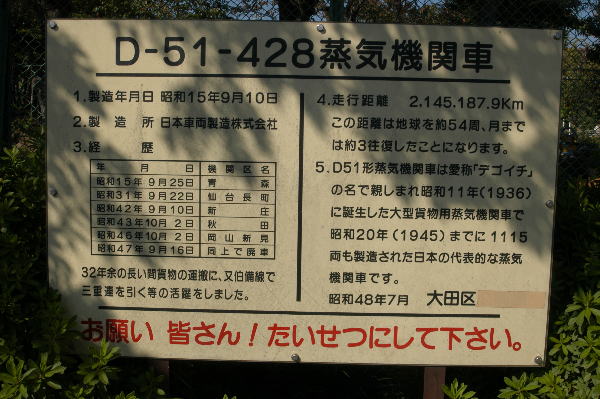 D-51-428蒸気機関車
1.製造年月日 昭和15年9月10日
2.製造所 日本車両製造株式会社
3.経歴
年月日 機関区名
昭和15年 9月25日 青森
昭和31年 9月22日 仙台長町
昭和42年 9月10日 新庄
昭和43年10月2日 秋田
昭和46年10月2日 岡山新見
昭和47年 9月16日 同上で廃車
32年余の長い間貨物の運搬に、又伯備線で
三重連を引く等の活躍をしました。
4.走行距離 2,145.187.9Km
この距離は地球を約54周、月まで
は約3往復したことになります。
5.D51形蒸気機関車は愛称「デゴイチ」
の名で親しまれ昭和11年(1936)
に誕生した大型貨物用蒸気機関車で
昭和20年(1945)までに1115
両も製造された日本の代表的な蒸気
機関車です。
昭和48年7月 大田区
お願い 皆さん!たいせつにして下さい。